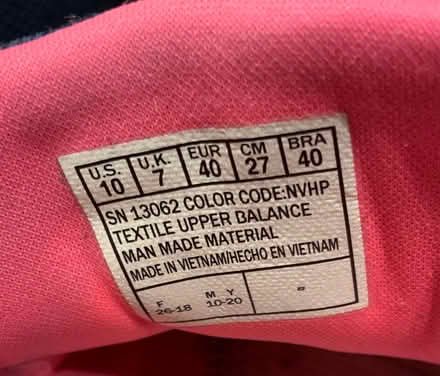 U.S. U.K. EUR CM BRA
10 7 40 27 40
SN 13062 COLOR CODE:NVHP
TEXTILE UPPER BALANCE
MAN MADE MATERIAL
MADE IN VIETNAM/HECHO EN VIETNAM
F M Y
26-18 10-20